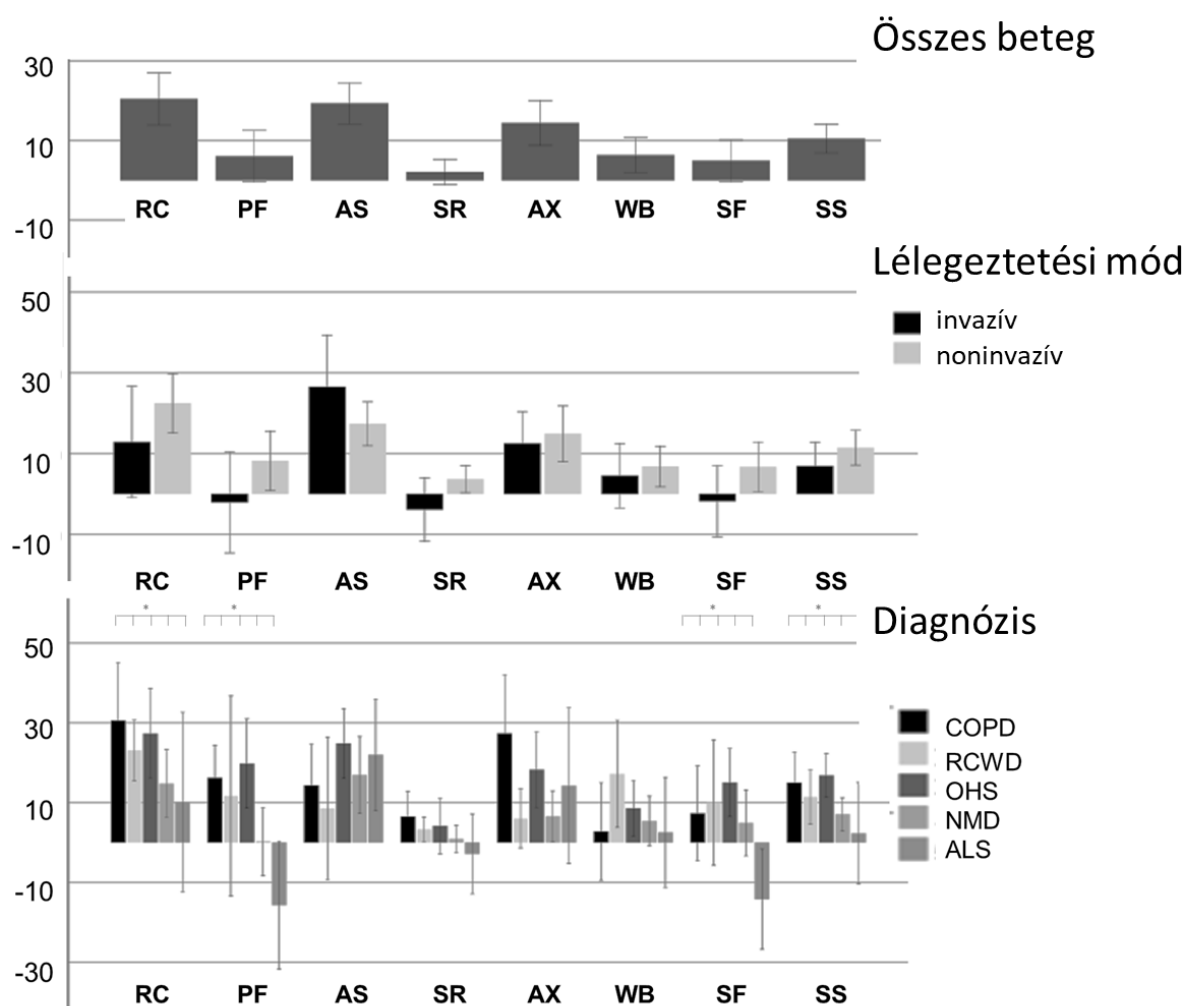 Összes beteg
30
10
-10
RC PF AS SR AX WB SF SS
Lélegeztetési mód
invazív
noninvazív
50
30
10
-10
RC PF AS SR AX WB SF SS
* * * *
Diagnózis
COPD
RCWD
OHS
NMD
ALS
50
30
10
-10
-30
RC PF AS SR AX WB SF SS